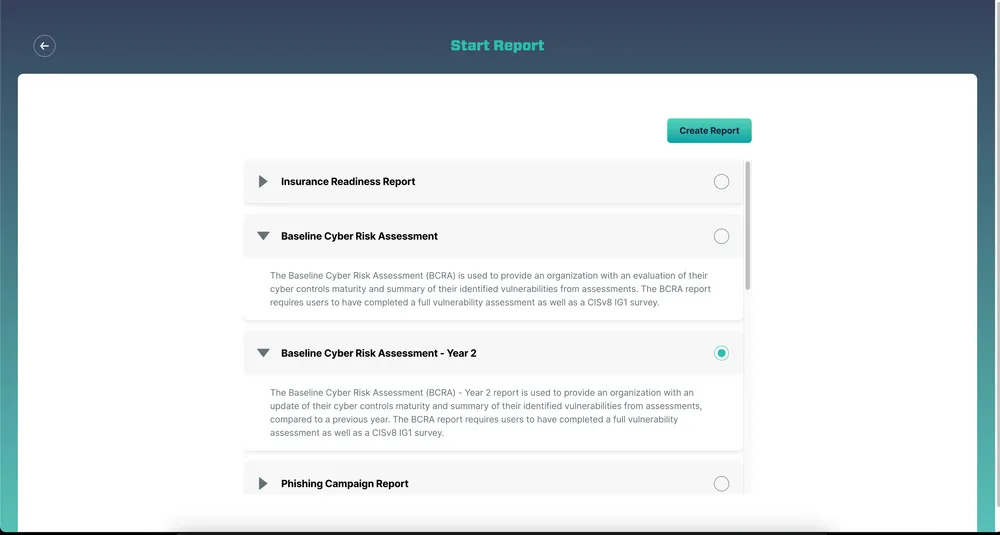 Start Report
Create Report
Insurance Readiness Report
Baseline Cyber Risk Assessment
The Baseline Cyber Risk Assessment (BCRA) is used to provide an organization with an evaluation of their
cyber controls maturity and summary of their identified vulnerabilities from assessments. The BCRA report
requires users to have completed a full vulnerability assessment as well as a CISv8 IG1 survey.
Baseline Cyber Risk Assessment - Year 2
The Baseline Cyber Risk Assessment (BCRA) - Year 2 report is used to provide an organization with an
update of their cyber controls maturity and summary of their identified vulnerabilities from assessments,
compared to a previous year. The BCRA report requires users to have completed a full vulnerability
assessment as well as a CISv8 IG1 survey.
Phishing Campaign Report